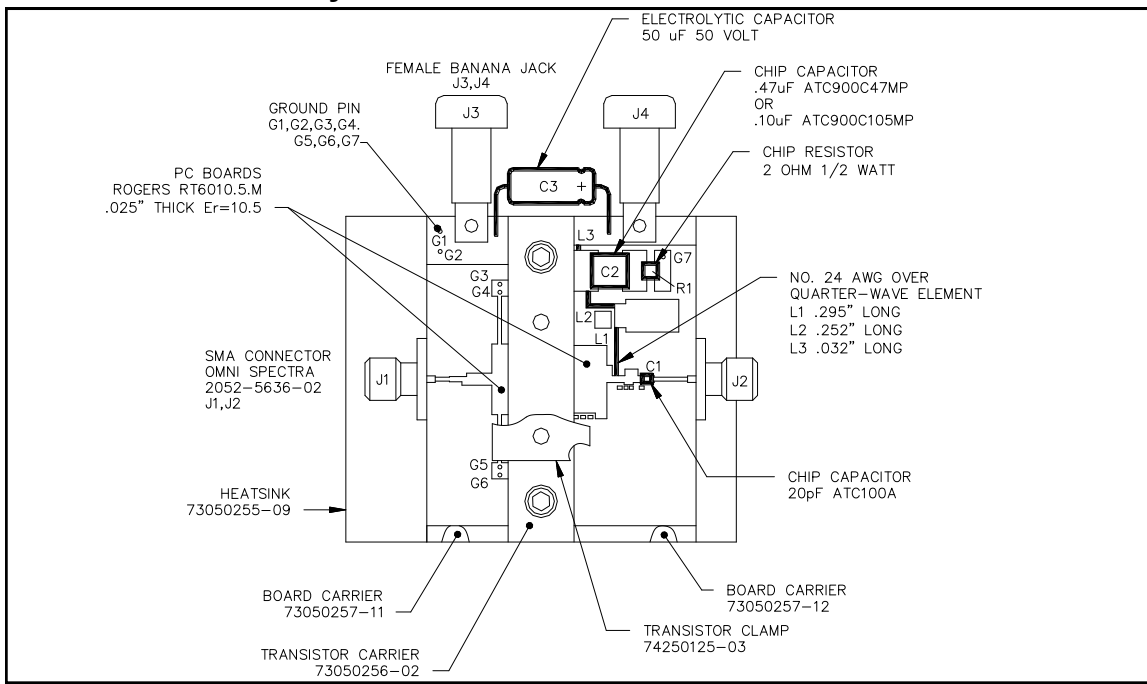 ELECTROLYTIC CAPACITOR
50 uF 50 VOLT
FEMALE BANANA JACK
J3,J4
CHIP CAPACITOR
.47uF ATC900C47MP
OR
.10uF ATC900C105MP
GROUND PIN
G1,G2,G3,G4.
G5,G6,G7
J3
J4
CHIP RESISTOR
2 OHM 1/2 WATT
PC BOARDS
ROGERS RT6010.5.M
.025" THICK Er=10.5
C3
+
G1
G2
L3
G7
C2
R1
G3
G4
NO. 24 AWG OVER
QUARTER-WAVE ELEMENT
L1 .295" LONG
L2 .252" LONG
L3 .032" LONG
L2
L1
SMA CONNECTOR
OMNI SPECTRA
2052-5636-02
J1,J2
J1
C1
J2
G5
G6
CHIP CAPACITOR
20pF ATC100A
HEATSINK
73050255-09
BOARD CARRIER
73050257-11
BOARD CARRIER
73050257-12
TRANSISTOR CLAMP
74250125-03
TRANSISTOR CARRIER
73050256-02